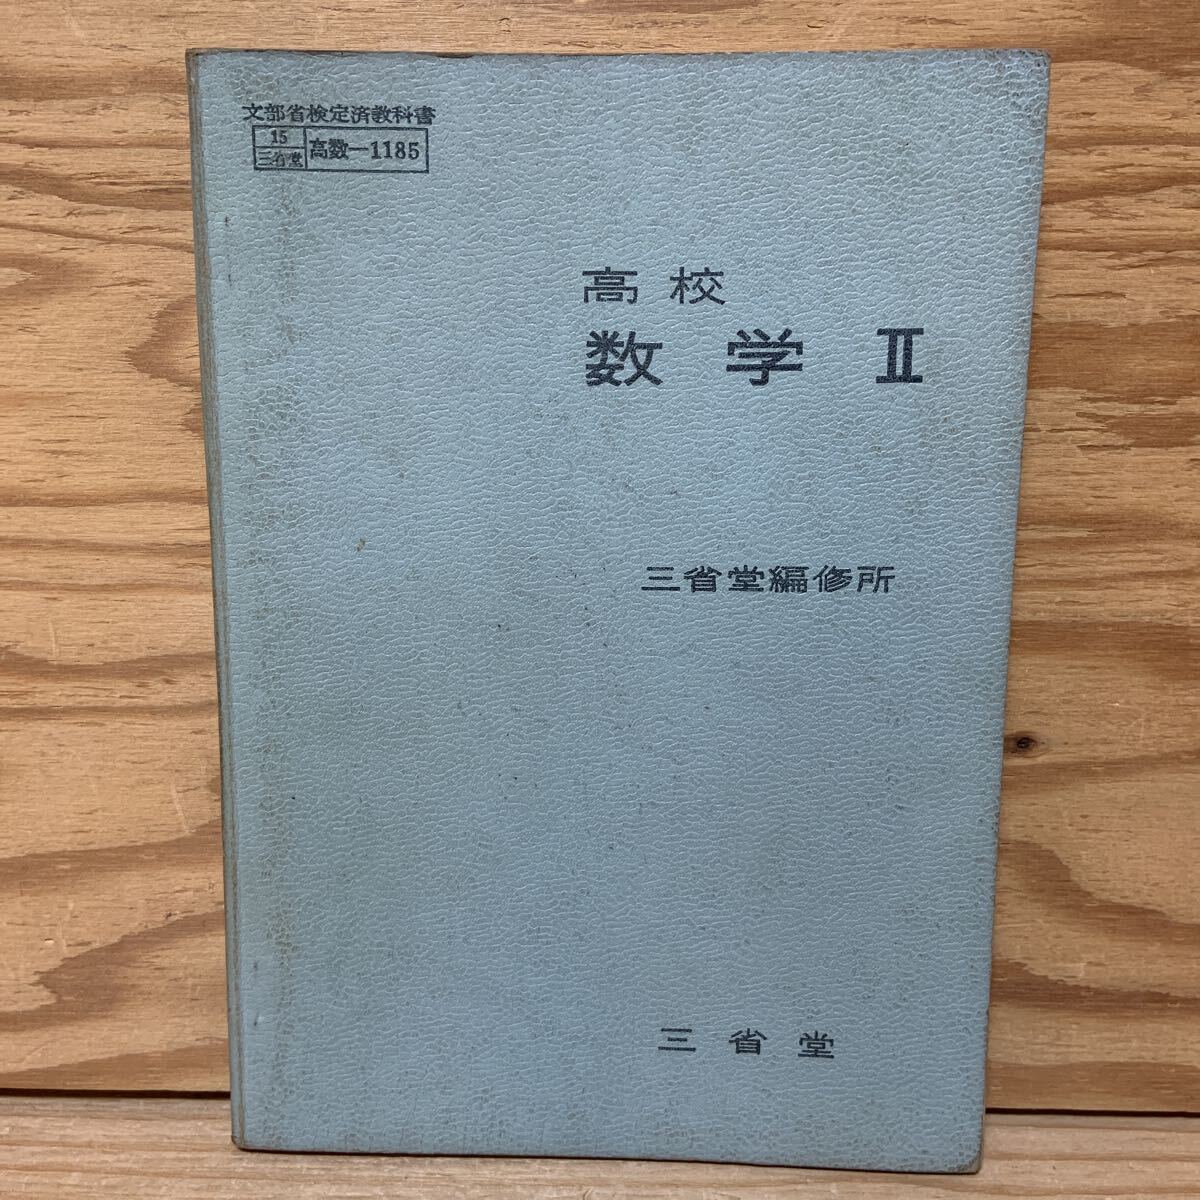 文部省検定済教科書
15
三省堂
高数—1185
高校
数学 Ⅱ
三省堂編修所
三省堂